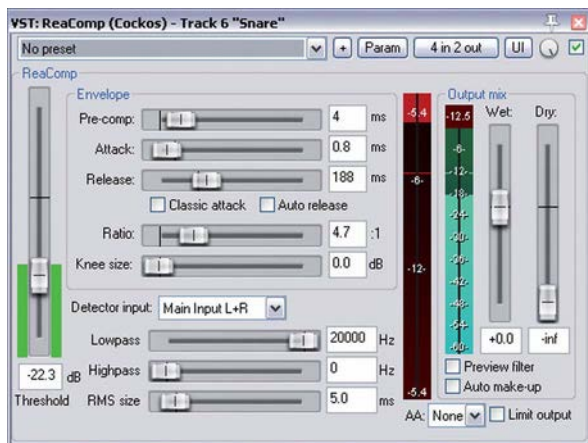 VST: ReaComp (Cockos) - Track 6 "Snare"
No preset + Param 4 in 2 out UI
ReaComp
Envelope
Pre-comp: 4 ms
Attack: 0.8 ms
Release: 188 ms
Classic attack Auto release
Ratio: 4.7 :1
Knee size: 0.0 dB
Detector input: Main Input L+R
Lowpass 20000 Hz
Highpass 0 Hz
RMS size 5.0 ms
-22.3 dB
Threshold
-5.4
-6-
-12-
-5.4
Output mix
Wet: Dry:
-12.5
-6-
-12-
-18-
-24-
-30-
-36-
-42-
-48-
-54-
-60-
+0.0 -inf
Preview filter
Auto make-up
AA: None Limit output